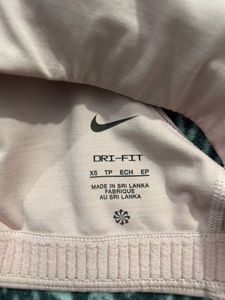 DRI-FIT
XS TP ECH EP
MADE IN SRI LANKA
FABRIQUÉ
AU SRI LANKA